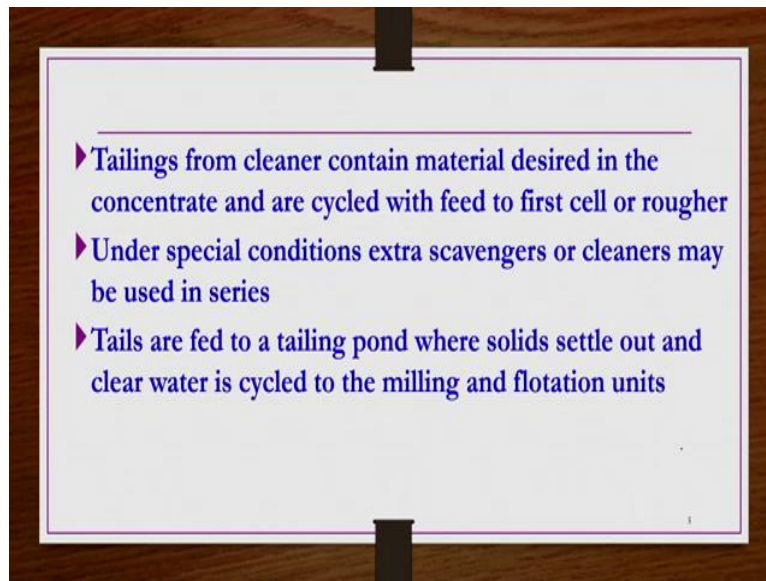 Tailings from cleaner contain material desired in the
concentrate and are cycled with feed to first cell or rougher
Under special conditions extra scavengers or cleaners may
be used in series
Tails are fed to a tailing pond where solids settle out and
clear water is cycled to the milling and flotation units